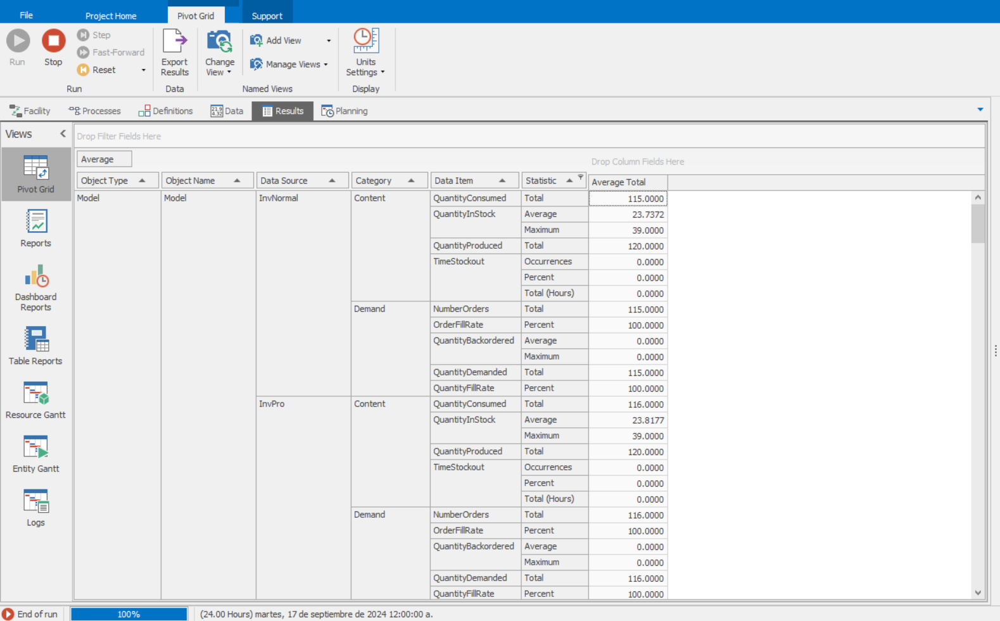 File Project Home Pivot Grid Support
Run Stop Step
Fast-Forward
Reset
Export Results
Change View
Add View
Manage Views
Units Settings
Run Data Named Views Display
Facility Processes Definitions Data Results Planning
Views
Pivot Grid
Reports
Dashboard
Reports
Table Reports
Resource Gantt
Entity Gantt
Logs
Drop Filter Fields Here
Average
Drop Column Fields Here
Object Type Object Name Data Source Category Data Item Statistic Average Total
Model Model InvNormal Content QuantityConsumed Total 115.0000
QuantityInStock Average 23.7372
Maximum 39.0000
QuantityProduced Total 120.0000
TimeStockout Occurrences 0.0000
Percent 0.0000
Total (Hours) 0.0000
Demand NumberOrders Total 115.0000
OrderFillRate Percent 100.0000
QuantityBackordered Average 0.0000
Maximum 0.0000
QuantityDemanded Total 115.0000
QuantityFillRate Percent 100.0000
InvPro Content QuantityConsumed Total 116.0000
QuantityInStock Average 23.8177
Maximum 39.0000
QuantityProduced Total 120.0000
TimeStockout Occurrences 0.0000
Percent 0.0000
Total (Hours) 0.0000
Demand NumberOrders Total 116.0000
OrderFillRate Percent 100.0000
QuantityBackordered Average 0.0000
Maximum 0.0000
QuantityDemanded Total 116.0000
QuantityFillRate Percent 100.0000
End of run 100% (24.00 Hours) martes, 17 de septiembre de 2024 12:00:00 a.